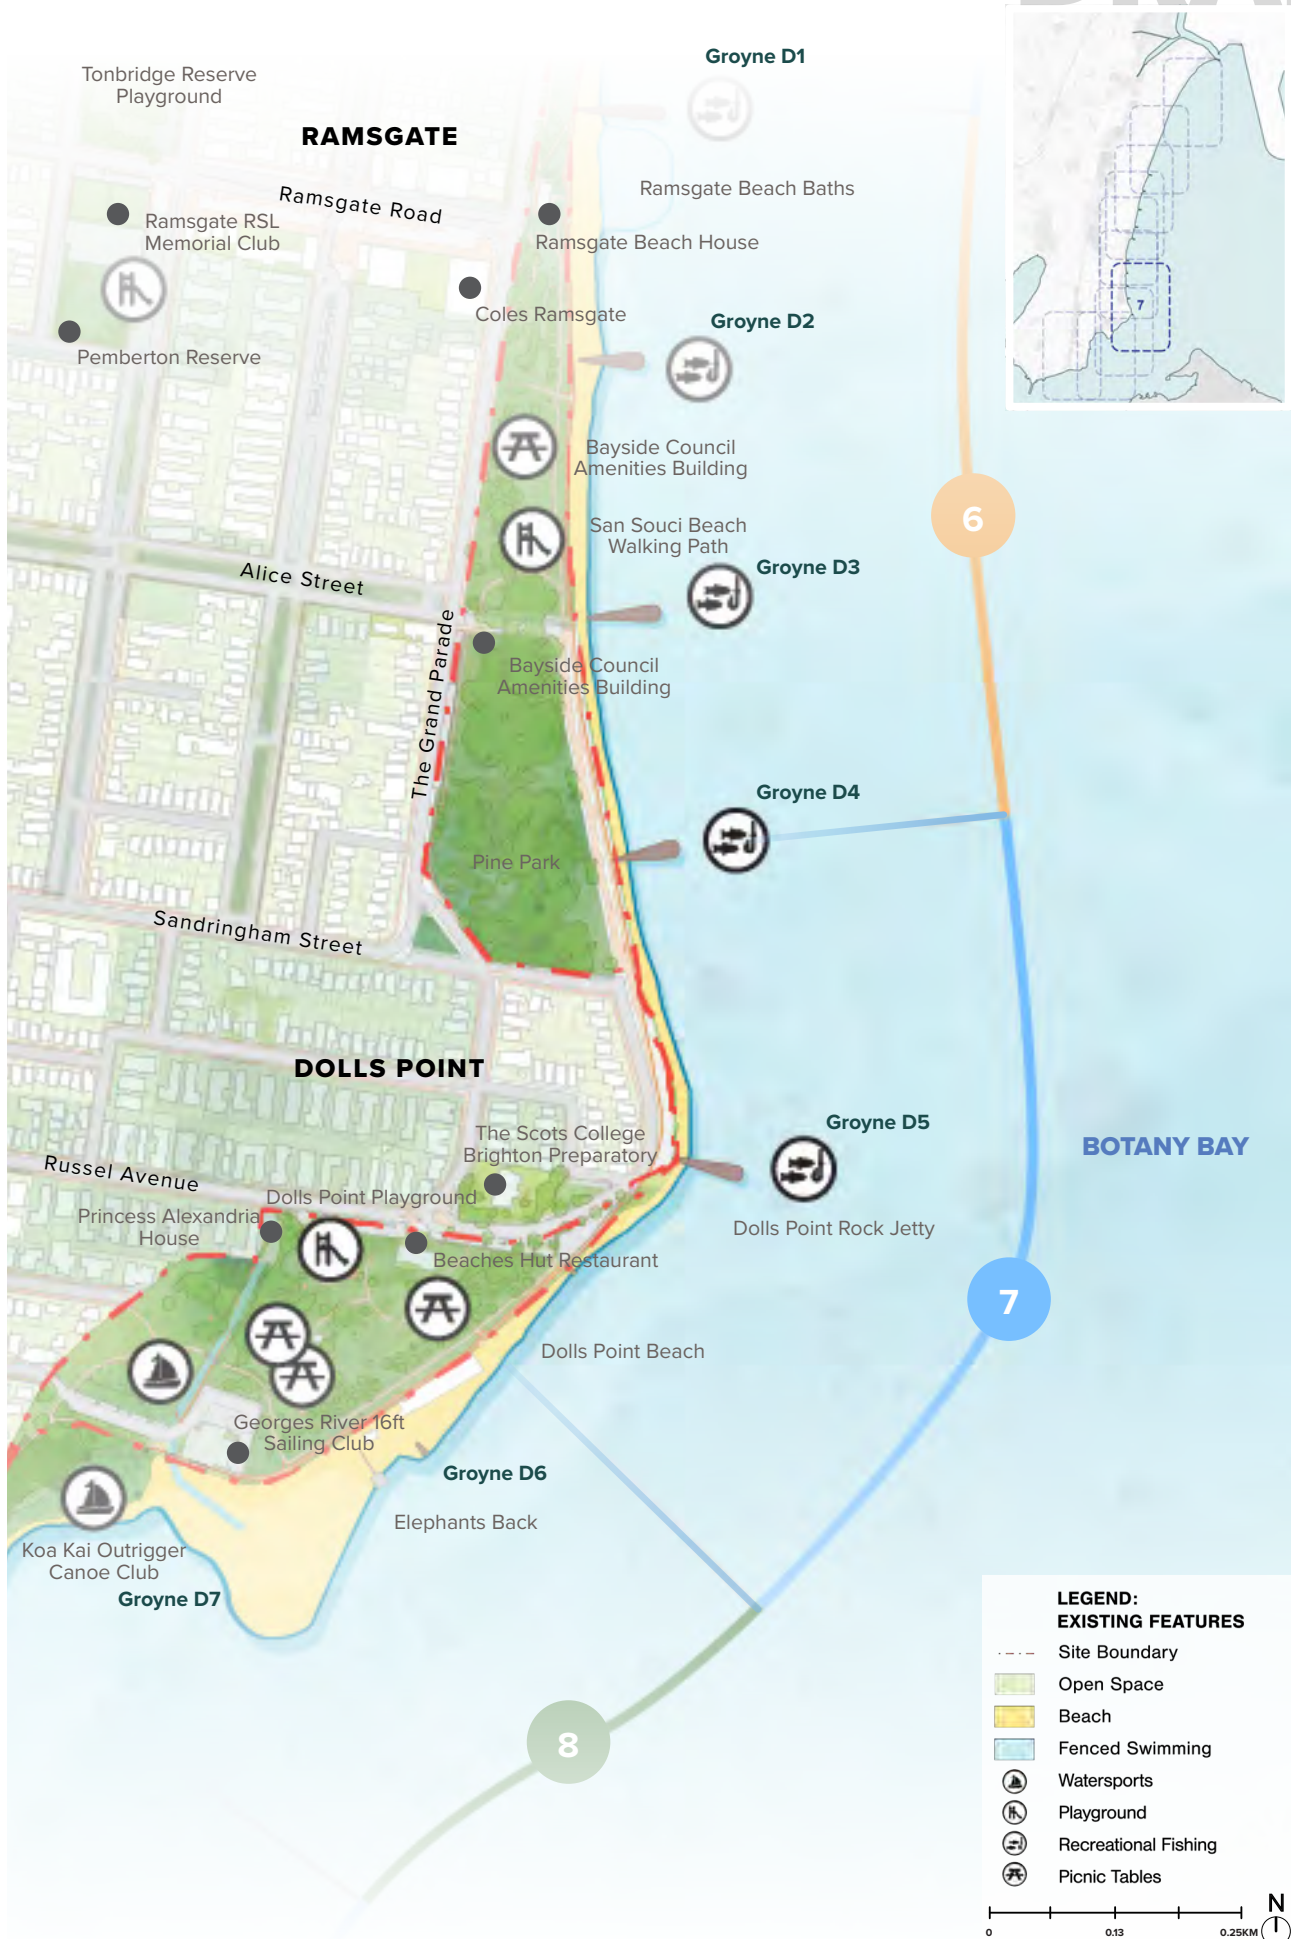 Groyne D1
Tonbridge Reserve
Playground
RAMSGATE
Ramsgate Road
Ramsgate Beach Baths
Ramsgate RSL
Memorial Club
Ramsgate Beach House
Coles Ramsgate
Groyne D2
Pemberton Reserve
7
Bayside Council
Amenities Building
6
San Souci Beach
Walking Path
Groyne D3
Alice Street
The Grand Parade
Bayside Council
Amenities Building
Groyne D4
Pine Park
Sandringham Street
DOLLS POINT
Groyne D5
BOTANY BAY
The Scots College
Brighton Preparatory
Russel Avenue
Dolls Point Playground
Princess Alexandria
House
Dolls Point Rock Jetty
Beaches Hut Restaurant
7
Dolls Point Beach
Georges River 16ft
Sailing Club
Groyne D6
Elephants Back
Koa Kai Outrigger
Canoe Club
Groyne D7
8
LEGEND:
EXISTING FEATURES
Site Boundary
Open Space
Beach
Fenced Swimming
Watersports
Playground
Recreational Fishing
Picnic Tables
N
0 0.13 0.25KM